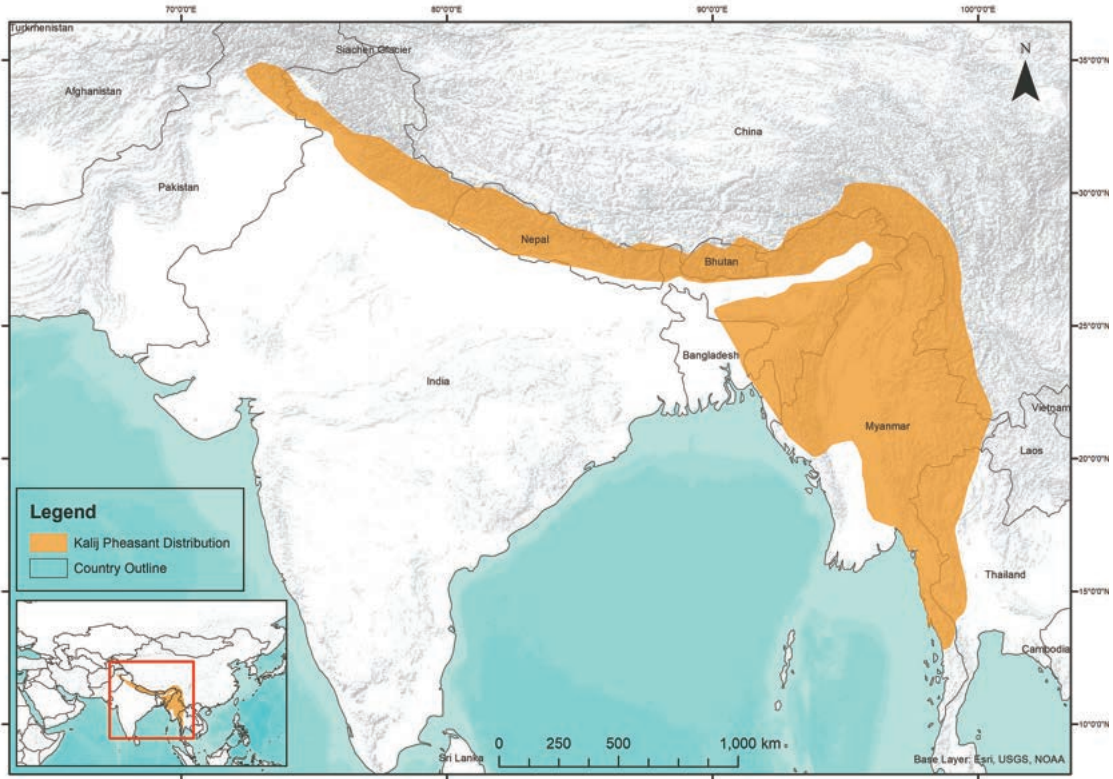 70°0'0"E
80°0'0"E
90°0'0"E
100°0'0"E
Turkmenistan
Siachen Glacier
N
35°0'0"N
Afghanistan
China
Pakistan
30°0'0"N
Nepal
Bhutan
25°0'0"N
Bangladesh
India
Vietnam
Myanmar
Laos
20°0'0"N
Legend
Kalij Pheasant Distribution
Country Outline
Thailand
15°0'0"N
Cambodia
10°0'0"N
0 250 500 1,000 km
Sri Lanka
Base Layer: Esri, USGS, NOAA